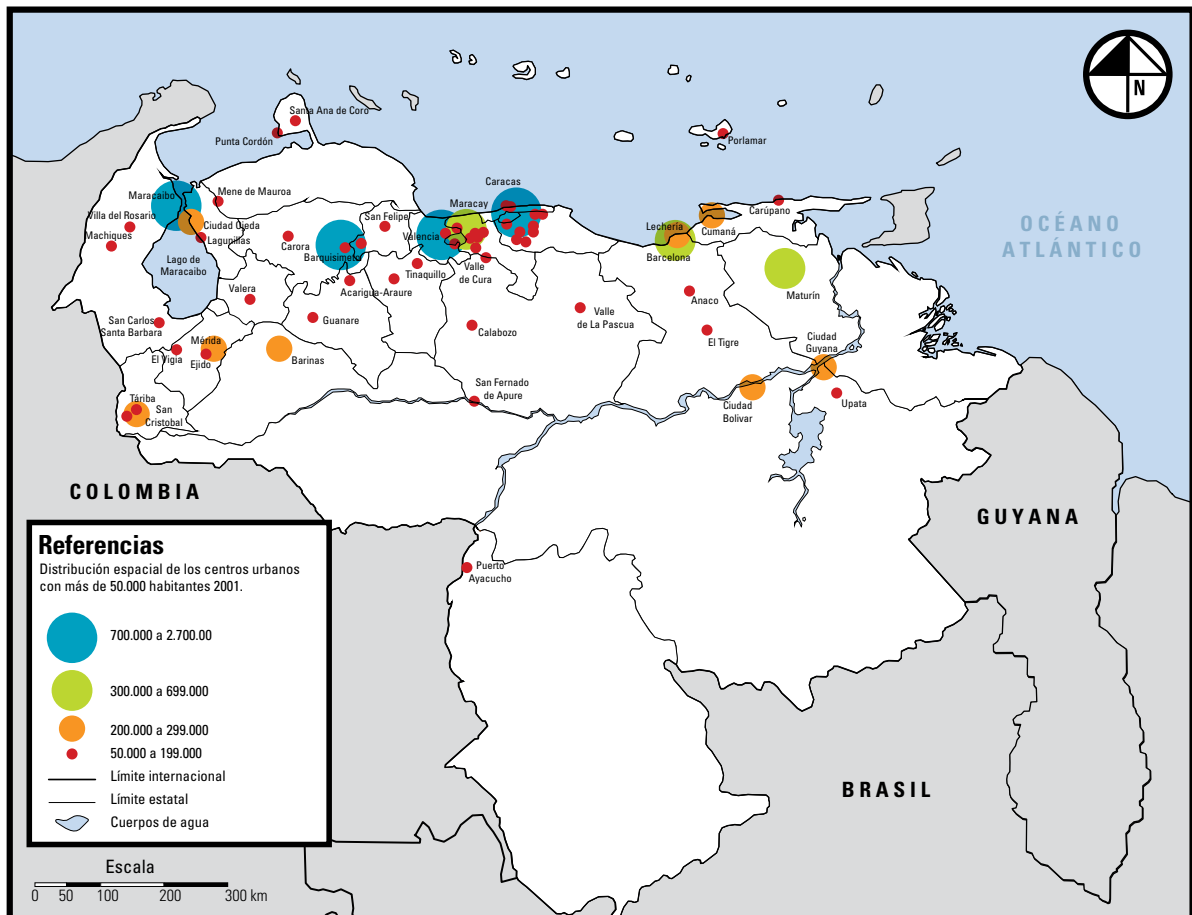 N
Santa Ana de Coro
Punta Cordón
Porlamar
Maracaibo
Mene de Mauroa
Caracas
Maracay
Carúpano
Villa del Rosario
San Felipe
Ciudad Ojeda
Lagunillas
Machiques
Carora
Valencia
Lechería
Cumaná
OCÉANO
ATLÁNTICO
Barquisimeto
Barcelona
Lago de
Maracaibo
Tinaquillo
Valle
de Cura
Acarigua-Araure
Valera
Maturín
Anaco
San Carlos
Santa Barbara
Guanare
Calabozo
Valle
de La Pascua
El Tigre
Mérida
El Vigia
Ejido
Barinas
Ciudad
Guyana
San Fernado
de Apure
Táriba
San
Cristobal
Ciudad
Bolivar
Upata
COLOMBIA
GUYANA
Puerto
Ayacucho
BRASIL
Referencias
Distribución espacial de los centros urbanos
con más de 50.000 habitantes 2001.
700.000 a 2.700.00
300.000 a 699.000
200.000 a 299.000
50.000 a 199.000
Límite internacional
Límite estatal
Cuerpos de agua
Escala
0 50 100 200 300 km